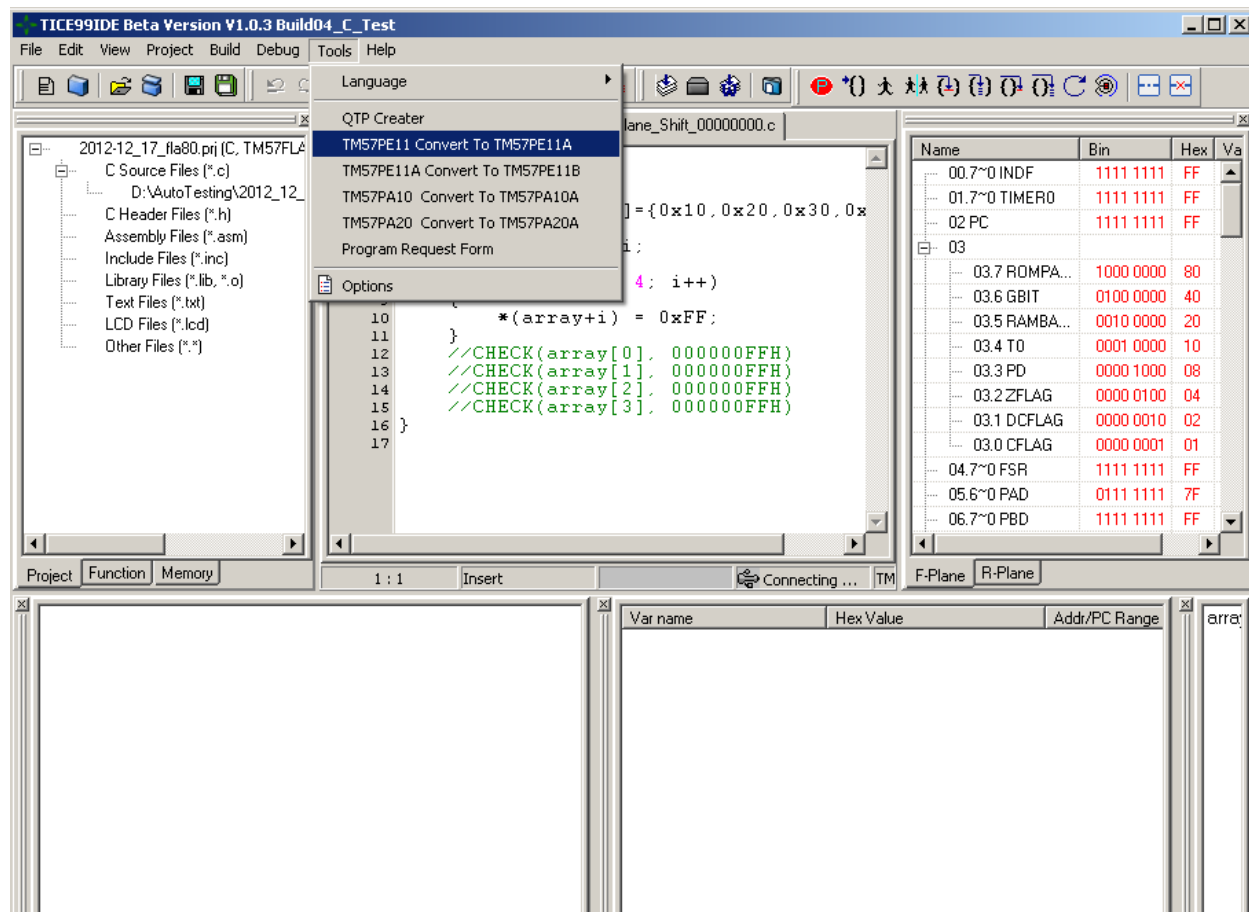 TICE99IDE Beta Version V1.0.3 Build04_C_Test
File Edit View Project Build Debug Tools Help
Language
QTP Creater
TM57PE11 Convert To TM57PE11A
TM57PE11A Convert To TM57PE11B
TM57PA10 Convert To TM57PA10A
TM57PA20 Convert To TM57PA20A
Program Request Form
Options
2012-12_17_fla80.prj (C, TM57FLA
C Source Files (*.c)
D:\AutoTesting\2012_12_
C Header Files (*.h)
Assembly Files (*.asm)
Include Files (*.inc)
Library Files (*.lib, *.o)
Text Files (*.txt)
LCD Files (*.lcd)
Other Files (*.*)
Project Function Memory
lane_Shift_00000000.c
]={0x10,0x20,0x30,0x
i;
4; i++)
{
10 *(array+i) = 0xFF;
11 }
12 //CHECK(array[0], 000000FFH)
13 //CHECK(array[1], 000000FFH)
14 //CHECK(array[2], 000000FFH)
15 //CHECK(array[3], 000000FFH)
16 }
17
1 : 1 Insert Connecting ... TM
Name Bin Hex Va
00.7~0 INDF 1111 1111 FF
01.7~0 TIMER0 1111 1111 FF
02 PC 1111 1111 FF
03
03.7 ROMPA... 1000 0000 80
03.6 GBIT 0100 0000 40
03.5 RAMBA... 0010 0000 20
03.4 T0 0001 0000 10
03.3 PD 0000 1000 08
03.2 ZFLAG 0000 0100 04
03.1 DCFLAG 0000 0010 02
03.0 CFLAG 0000 0001 01
04.7~0 FSR 1111 1111 FF
05.6~0 PAD 0111 1111 7F
06.7~0 PBD 1111 1111 FF
F-Plane R-Plane
Var name Hex Value Addr/PC Range
array